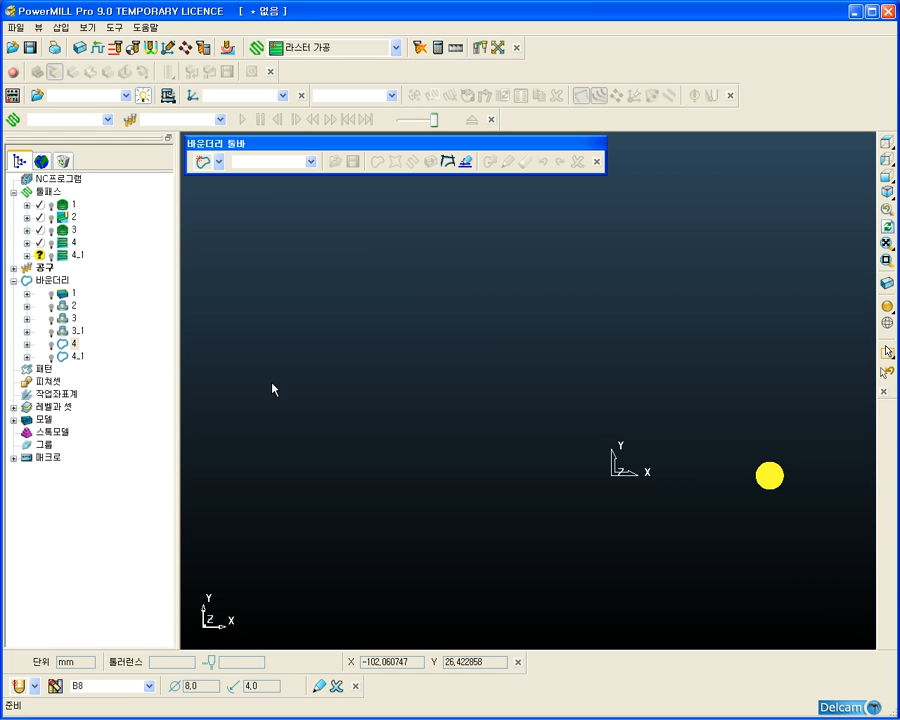 PowerMILL Pro 9.0 TEMPORARY LICENCE [ - 없음 ]
파일 뷰 삽입 보기 도구 도움말
라스터 가공
바운더리 툴바
NC프로그램
툴패스
1
2
3
4
4_1
공구
바운더리
1
2
3
3_1
4
4_1
패턴
피쳐셋
작업좌표계
레벨과 셋
모델
스톡모델
그룹
매크로
Y
Z X
Y
Z X
단위 mm 톨러런스 X -102,060747 Y 26,422858
B8 8,0 4,0
준비 Delcam